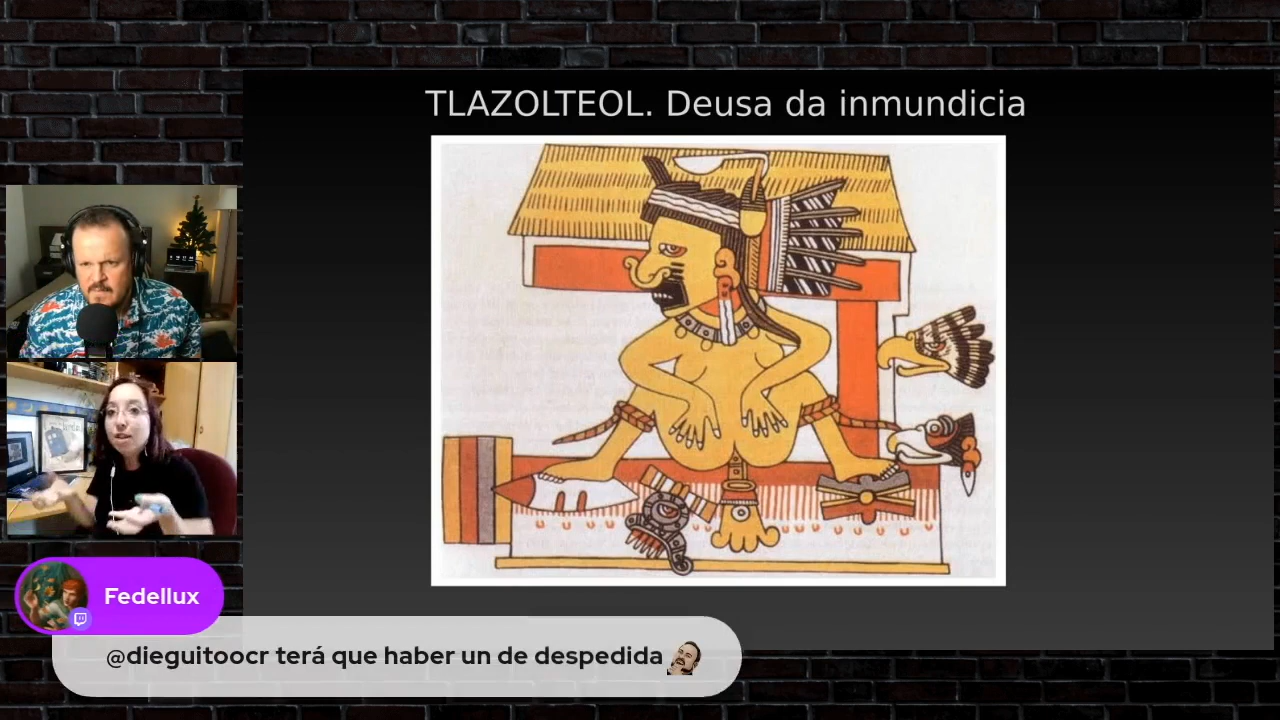 TLAZOLTEOL. Deusa da inmundicia
Fedellux
@dieguitoocr terá que haber un de despedida